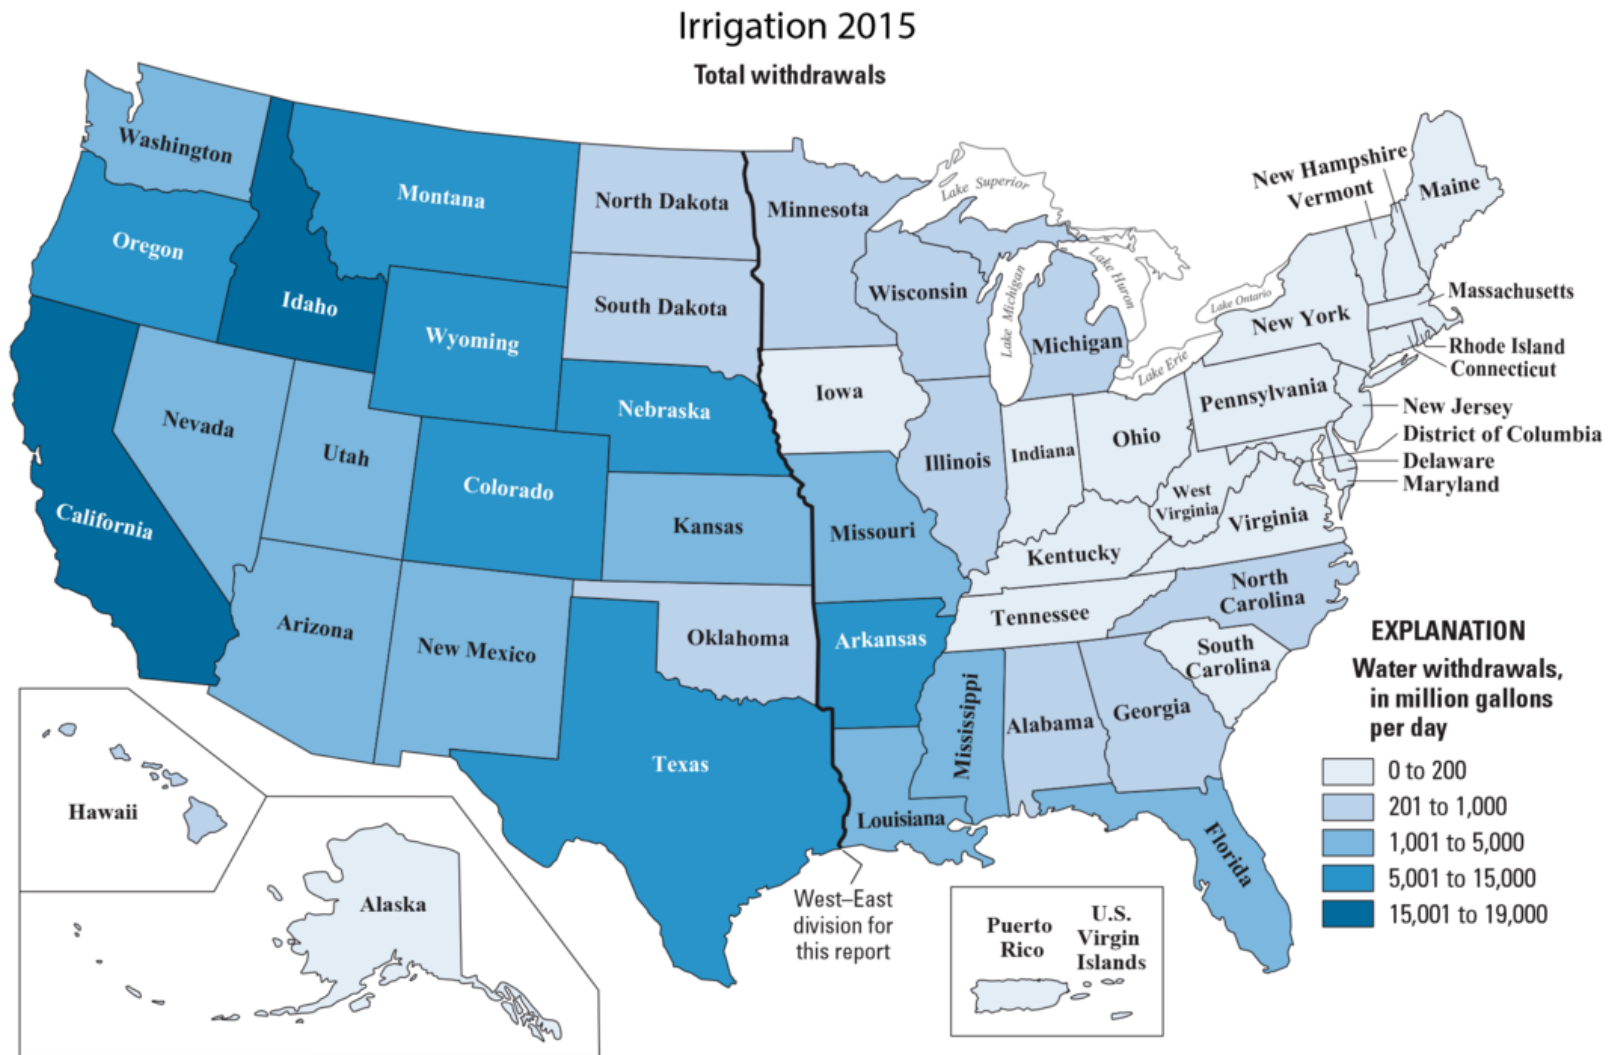 Irrigation 2015
Total withdrawals
Washington
Montana
North Dakota
Minnesota
Lake Superior
New Hampshire
Vermont
Maine
Oregon
Idaho
Wyoming
South Dakota
Wisconsin
Lake Michigan
Lake Huron
Michigan
Lake Ontario
Lake Erie
New York
Massachusetts
Rhode Island
Connecticut
Nevada
Utah
Nebraska
Iowa
Illinois
Indiana
Ohio
Pennsylvania
New Jersey
District of Columbia
Delaware
Maryland
California
Colorado
Kansas
Missouri
Kentucky
West
Virginia
Virginia
Arizona
New Mexico
Oklahoma
Arkansas
Tennessee
North
Carolina
South
Carolina
Texas
Louisiana
Mississippi
Alabama
Georgia
Florida
Hawaii
Alaska
West–East
division for
this report
Puerto
Rico
U.S.
Virgin
Islands
EXPLANATION
Water withdrawals,
in million gallons
per day
0 to 200
201 to 1,000
1,001 to 5,000
5,001 to 15,000
15,001 to 19,000